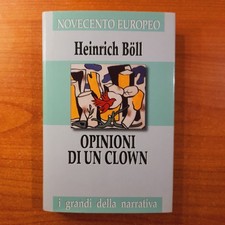 NOVECENTO EUROPEO
Heinrich Böll
OPINIONI
DI UN CLOWN
i grandi della narrativa